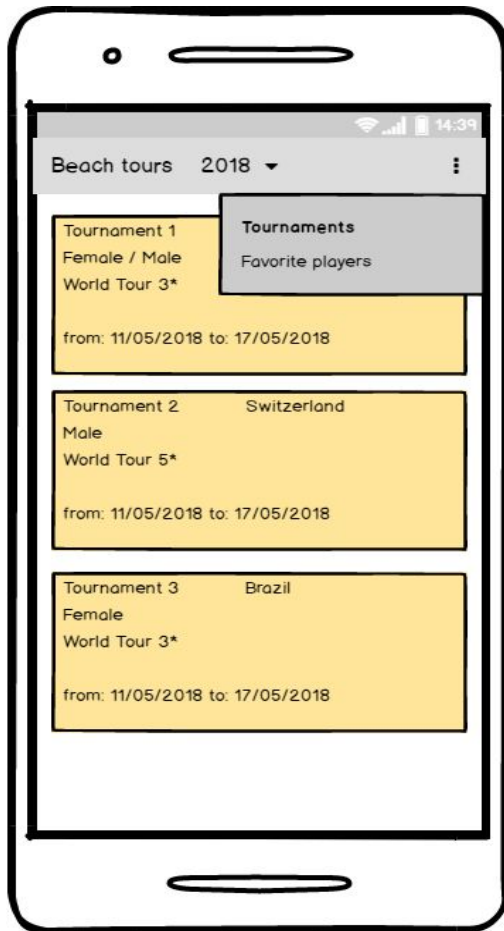 14:39
Beach tours 2018
Tournaments
Favorite players
Tournament 1
Female / Male
World Tour 3*
from: 11/05/2018 to: 17/05/2018
Tournament 2 Switzerland
Male
World Tour 5*
from: 11/05/2018 to: 17/05/2018
Tournament 3 Brazil
Female
World Tour 3*
from: 11/05/2018 to: 17/05/2018